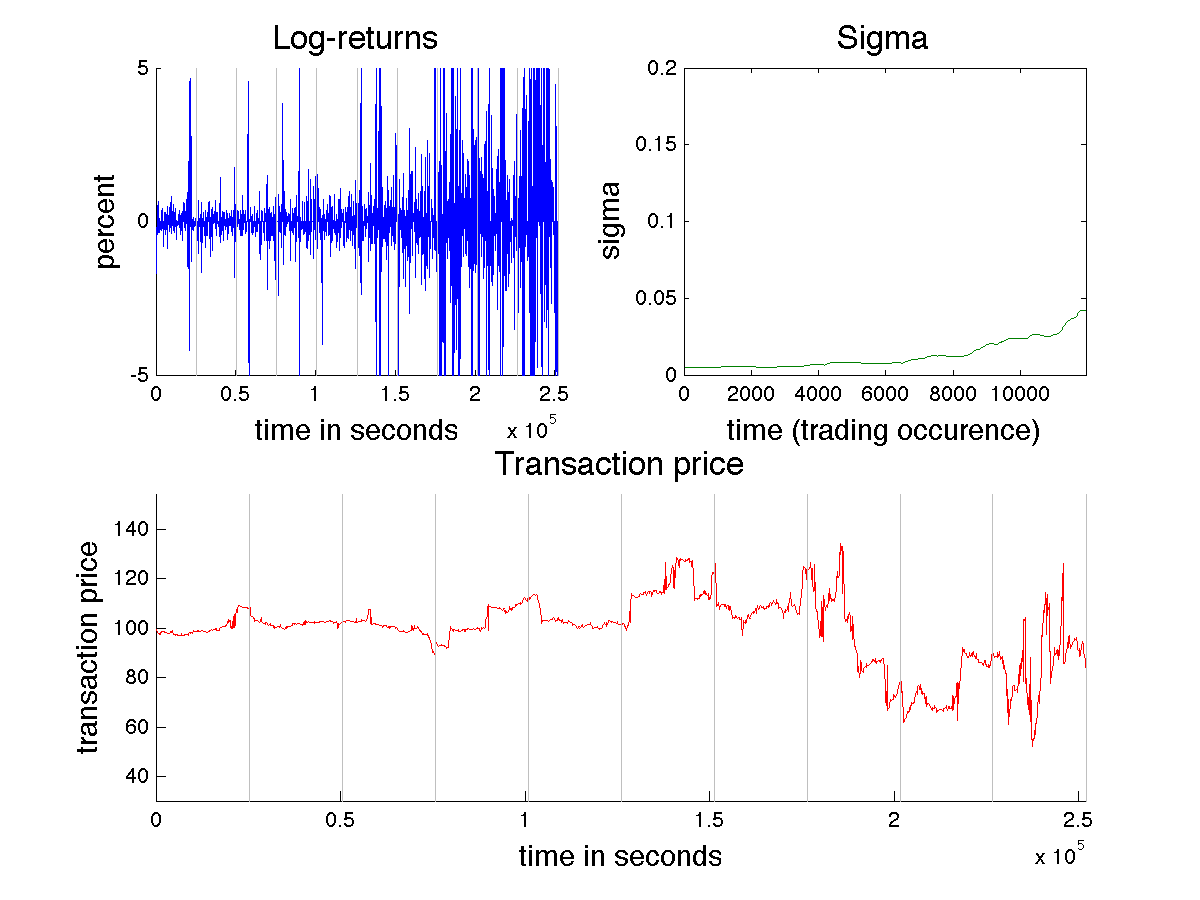 Log-returns
5
0
-5
percent
0 0.5 1 1.5 2 2.5
x 10^5
time in seconds
Sigma
0.2
0.15
0.1
0.05
0
sigma
0 2000 4000 6000 8000 10000
time (trading occurence)
Transaction price
140
120
100
80
60
40
transaction price
0 0.5 1 1.5 2 2.5
x 10^5
time in seconds